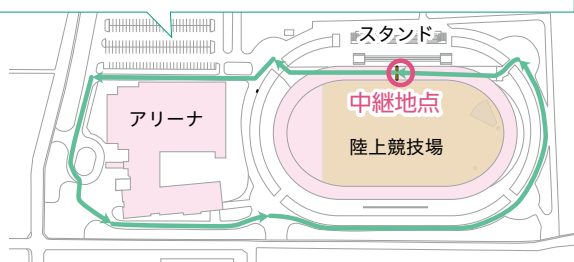 スタンド
中継地点
アリーナ
陸上競技場